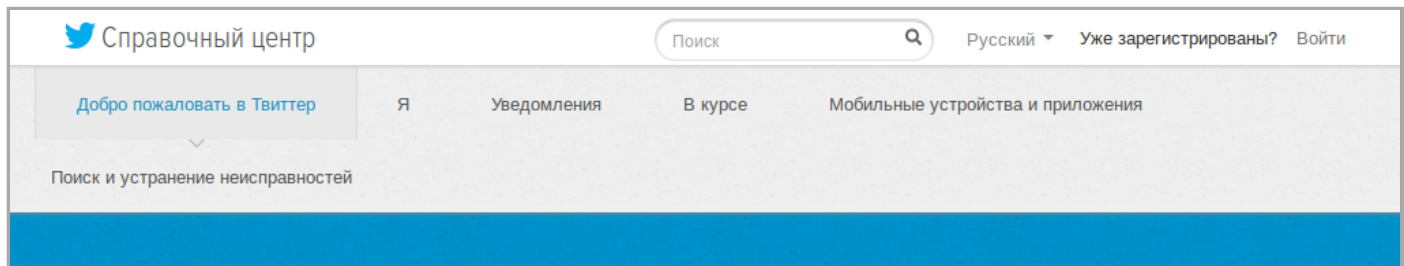 Справочный центр Поиск Русский Уже зарегистрированы? Войти
Добро пожаловать в Твиттер Я Уведомления В курсе Мобильные устройства и приложения
Поиск и устранение неисправностей